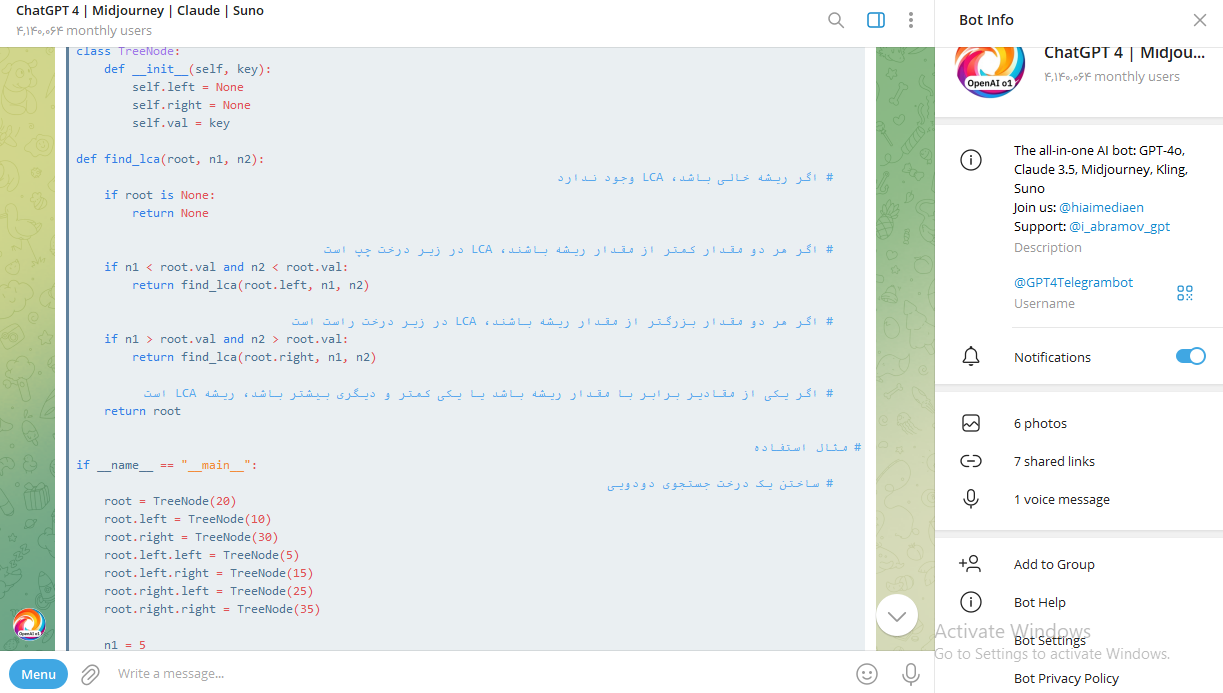 ChatGPT 4 | Midjourney | Claude | Suno
۴,۱۴۰,۰۶۴ monthly users
class TreeNode:
    def __init__(self, key):
        self.left = None
        self.right = None
        self.val = key
def find_lca(root, n1, n2):
# اگر ریشه خالی باشد، LCA وجود ندارد
    if root is None:
        return None
# اگر هر دو مقدار کمتر از مقدار ریشه باشند، LCA در زیر درخت چپ است
    if n1 < root.val and n2 < root.val:
        return find_lca(root.left, n1, n2)
# اگر هر دو مقدار بزرگتر از مقدار ریشه باشند، LCA در زیر درخت راست است
    if n1 > root.val and n2 > root.val:
        return find_lca(root.right, n1, n2)
# اگر یکی از مقادیر برابر با مقدار ریشه باشد یا یکی کمتر و دیگری بیشتر باشد، ریشه LCA است
    return root
# مثال استفاده
if __name__ == "__main__":
# ساختن یک درخت جستجوی دودویی
    root = TreeNode(20)
    root.left = TreeNode(10)
    root.right = TreeNode(30)
    root.left.left = TreeNode(5)
    root.left.right = TreeNode(15)
    root.right.left = TreeNode(25)
    root.right.right = TreeNode(35)
    n1 = 5
OpenAI o1
Menu
Write a message...
Bot Info
OpenAI o1
ChatGPT 4 | Midjou...
۴,۱۴۰,۰۶۴ monthly users
The all-in-one AI bot: GPT-4o,
Claude 3.5, Midjourney, Kling,
Suno
Join us: @hiaimediaen
Support: @i_abramov_gpt
Description
@GPT4Telegrambot
Username
Notifications
6 photos
7 shared links
1 voice message
Add to Group
Bot Help
Activate Windows
Bot Settings
Go to Settings to activate Windows.
Bot Privacy Policy